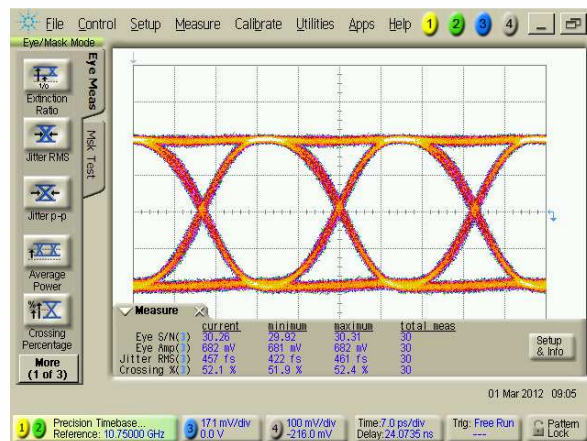 File Control Setup Measure Calibrate Utilities Apps Help 1 2 3 4
Eye/Mask Mode
Eye Meas
Msk Test
1/0
Extinction
Ratio
Jitter RMS
Jitter p-p
Average
Power
Crossing
Percentage
More
(1 of 3)
Measure
current minimum maximum total meas
Eye S/N(3) 30.26 29.92 30.31 30
Eye Amp(3) 682 mV 681 mV 682 mV 30
Jitter RMS(3) 457 fs 422 fs 461 fs 30
Crossing %(3) 52.1 % 51.9 % 52.4 % 30
Setup
& Info
01 Mar 2012 09:05
1 2 Precision Timebase...
Reference: 10.75000 GHz
3 171 mV/div
0.0 V
4 100 mV/div
-216.0 mV
Time:7.0 ps/div
Delay:24.0735 ns
Trig: Free Run
---
Pattern
Lock